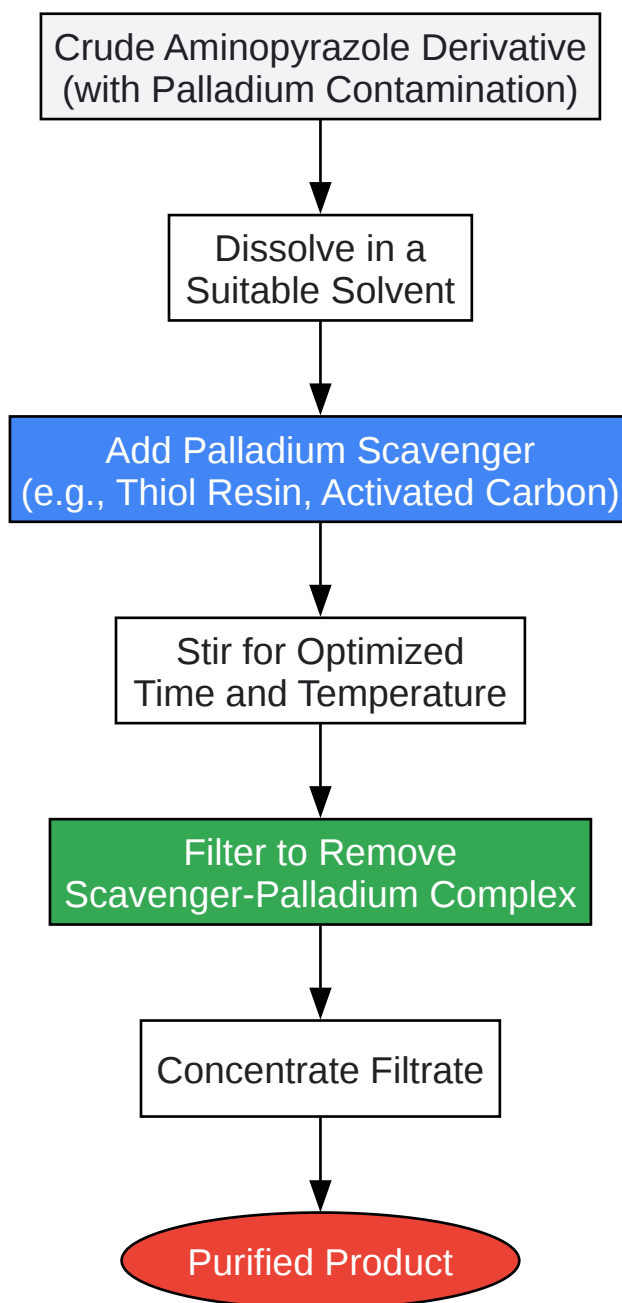 Crude Aminopyrazole Derivative
(with Palladium Contamination)
Dissolve in a
Suitable Solvent
Add Palladium Scavenger
(e.g., Thiol Resin, Activated Carbon)
Stir for Optimized
Time and Temperature
Filter to Remove
Scavenger-Palladium Complex
Concentrate Filtrate
Purified Product